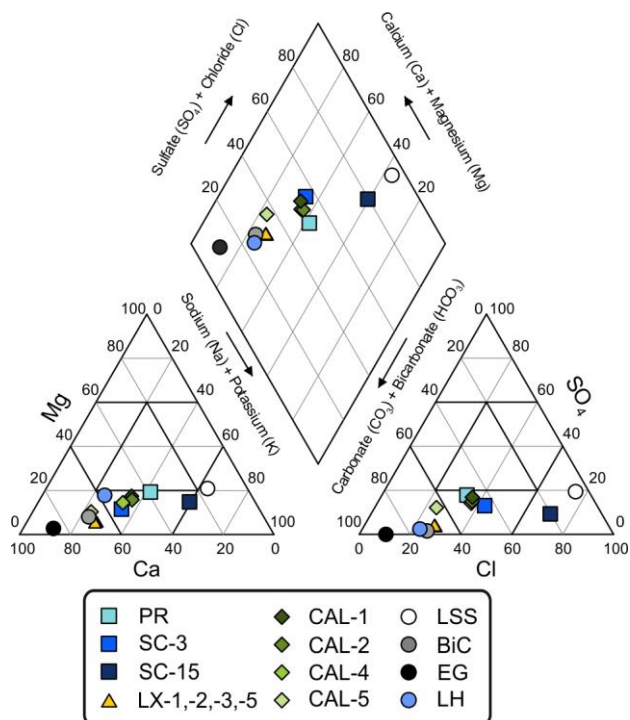 80
80
60
60
40
40
20
20
Sulfate (SO₄) + Chloride (Cl)
Calcium (Ca) + Magnesium (Mg)
Sodium (Na) + Potassium (K)
Carbonate (CO₃) + Bicarbonate (HCO₃)
100 0
80 20
60 40
40 60
20 80
0 100
100 80 60 40 20 0
Mg
Ca
100 0
80 20
60 40
40 60
20 80
0 100
0 20 40 60 80 100
SO₄
Cl
PR
SC-3
SC-15
LX-1,-2,-3,-5
CAL-1
CAL-2
CAL-4
CAL-5
LSS
BiC
EG
LH